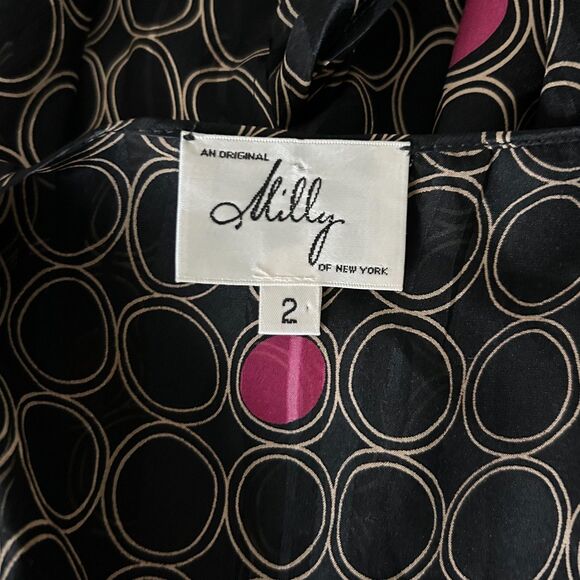 AN ORIGINAL
Milly
OF NEW YORK
2